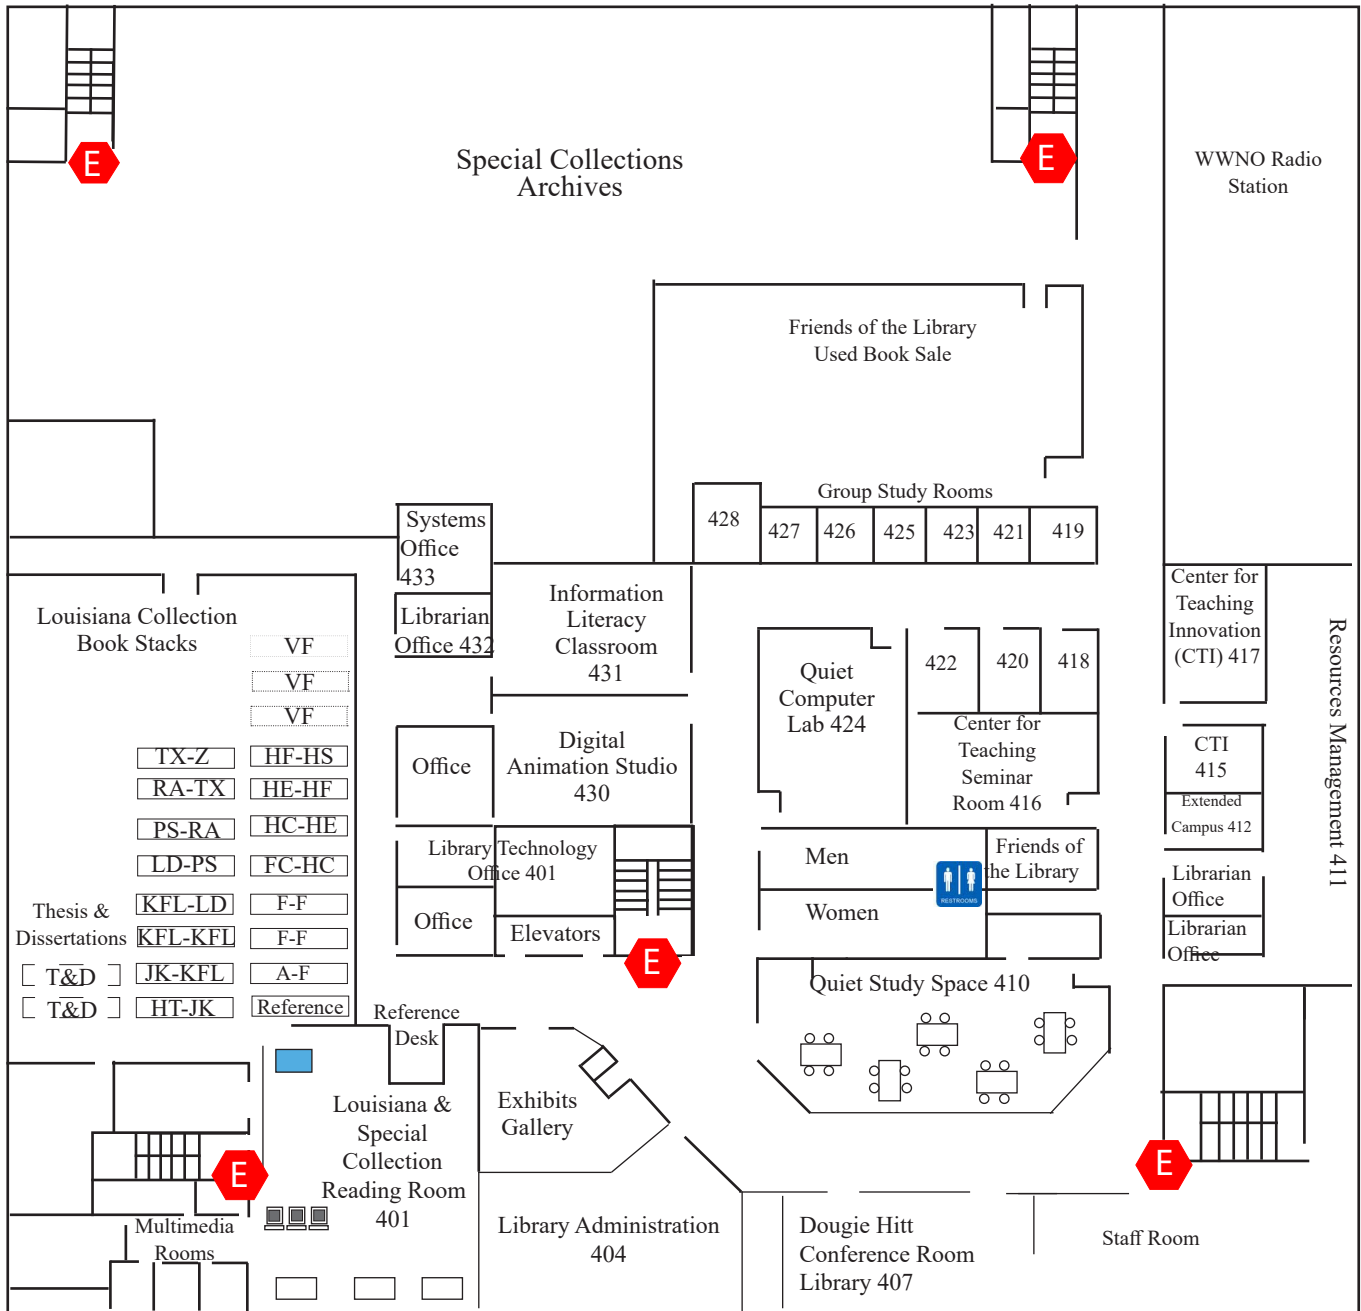 E
E
Special Collections
Archives
WWNO Radio
Station
Friends of the Library
Used Book Sale
Group Study Rooms
428
427
426
425
423
421
419
Systems
Office
433
Librarian
Office 432
Information
Literacy
Classroom
431
Louisiana Collection
Book Stacks
VF
VF
VF
Quiet
Computer
Lab 424
422
420
418
Center for
Teaching
Seminar
Room 416
Center for
Teaching
Innovation
(CTI) 417
Resources Management 411
CTI
415
Extended
Campus 412
Office
Digital
Animation Studio
430
TX-Z
HF-HS
RA-TX
HE-HF
PS-RA
HC-HE
LD-PS
FC-HC
KFL-LD
F-F
KFL-KFL
F-F
JK-KFL
A-F
HT-JK
Reference
Thesis &
Dissertations
T&D
T&D
Library Technology
Office 401
Office
Elevators
E
Men
Women
RESTROOMS
Friends of
the Library
Librarian
Office
Librarian
Office
Quiet Study Space 410
Reference
Desk
Exhibits
Gallery
Louisiana &
Special
Collection
Reading Room
401
E
E
Multimedia
Rooms
Library Administration
404
Dougie Hitt
Conference Room
Library 407
Staff Room